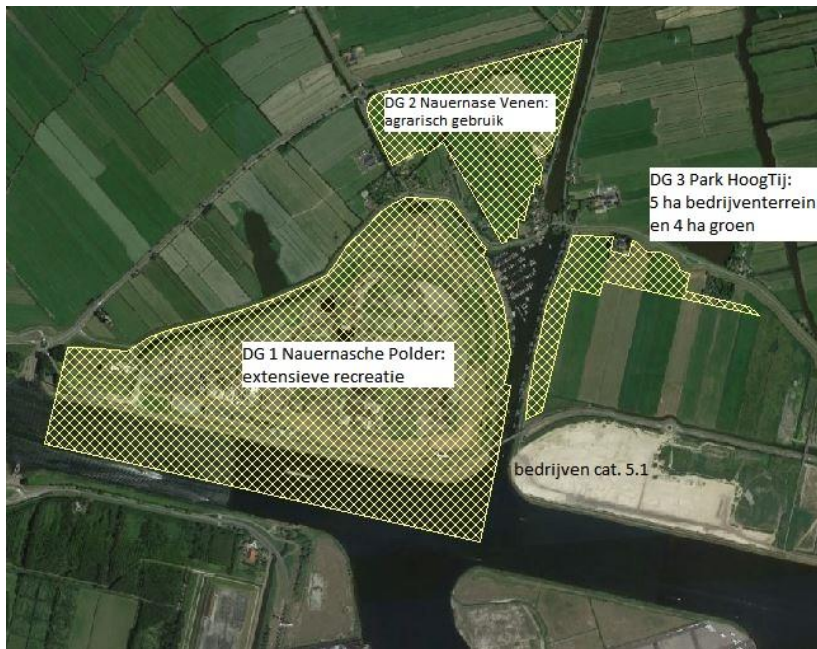 DG 2 Nauernase Venen:
agrarisch gebruik
DG 3 Park HoogTij:
5 ha bedrijventerrein
en 4 ha groen
DG 1 Nauernasche Polder:
extensieve recreatie
bedrijven cat. 5.1